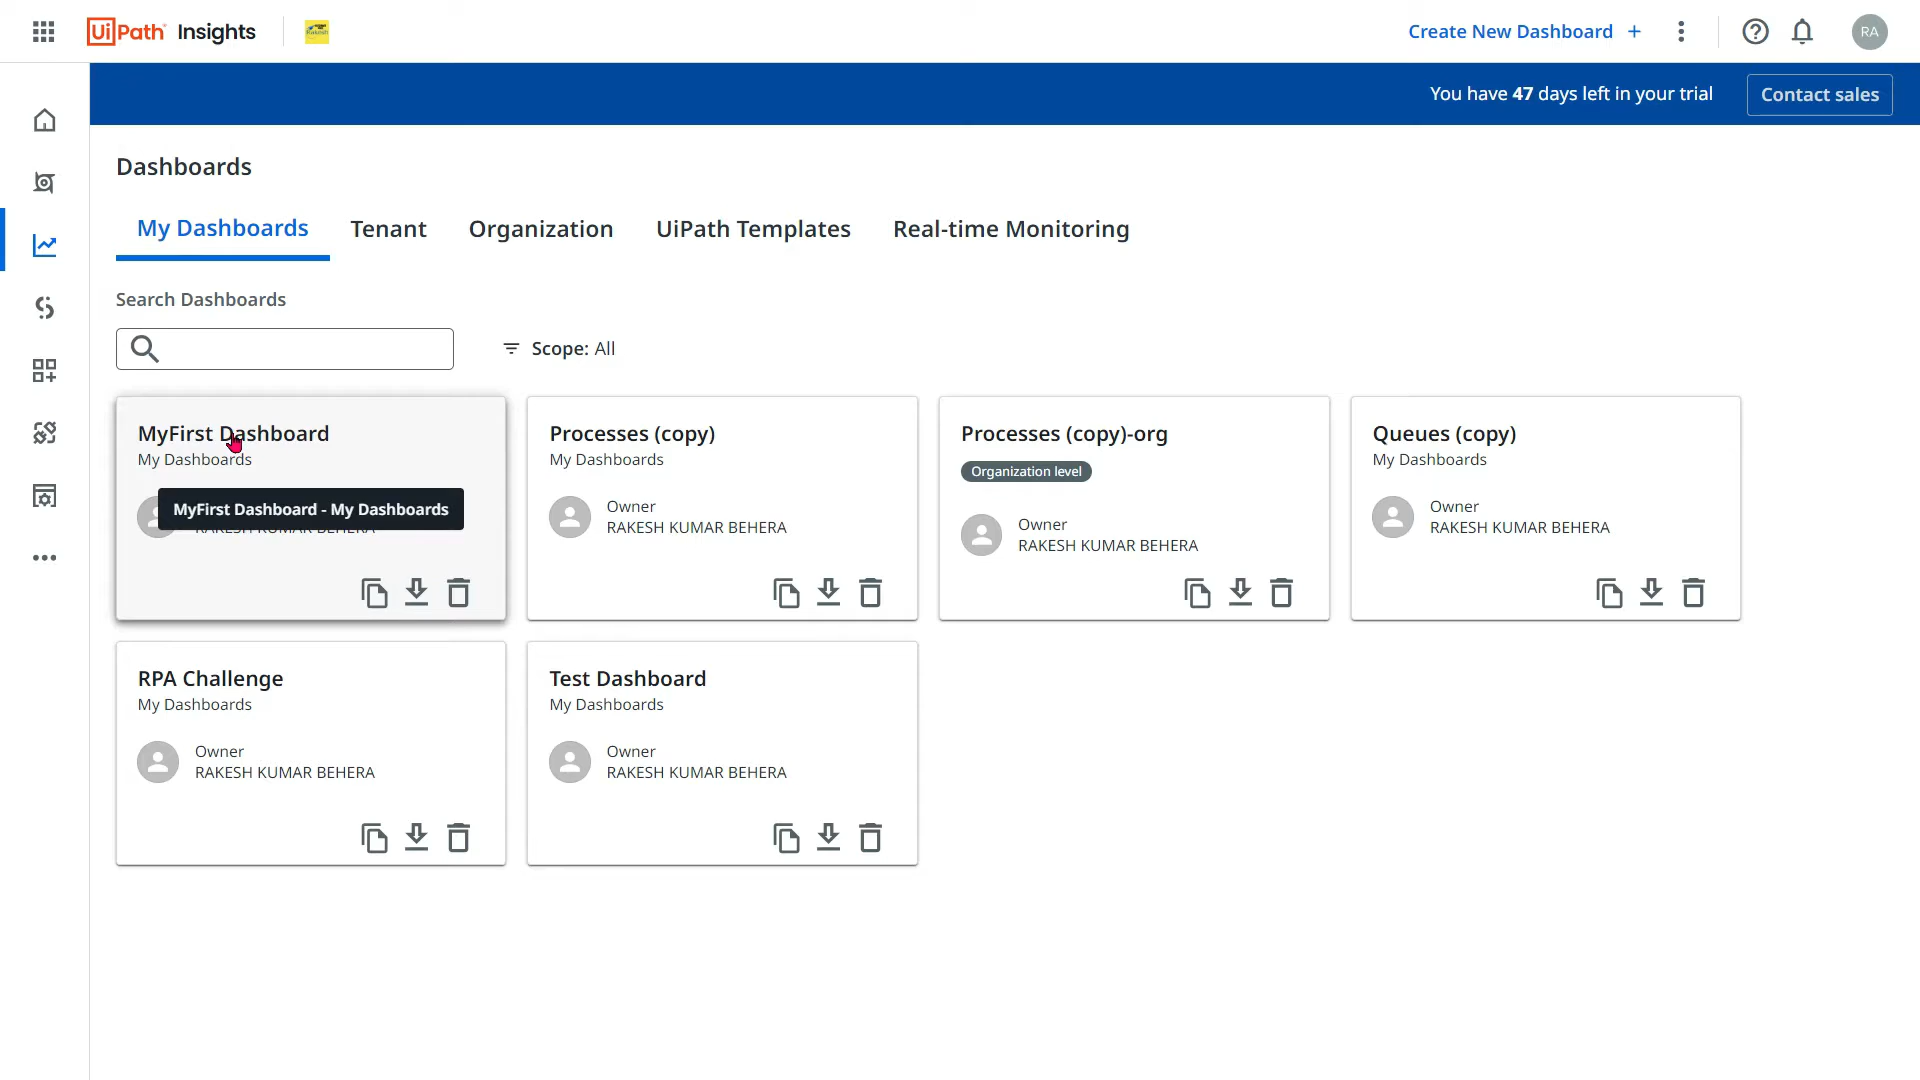 UiPath Insights
Create New Dashboard +
RA
You have 47 days left in your trial
Contact sales
Dashboards
My Dashboards
Tenant
Organization
UiPath Templates
Real-time Monitoring
Search Dashboards
Scope: All
MyFirst Dashboard
My Dashboards
MyFirst Dashboard - My Dashboards
RAKESH KUMAR BEHERA
Processes (copy)
My Dashboards
Owner
RAKESH KUMAR BEHERA
Processes (copy)-org
Organization level
Owner
RAKESH KUMAR BEHERA
Queues (copy)
My Dashboards
Owner
RAKESH KUMAR BEHERA
RPA Challenge
My Dashboards
Owner
RAKESH KUMAR BEHERA
Test Dashboard
My Dashboards
Owner
RAKESH KUMAR BEHERA